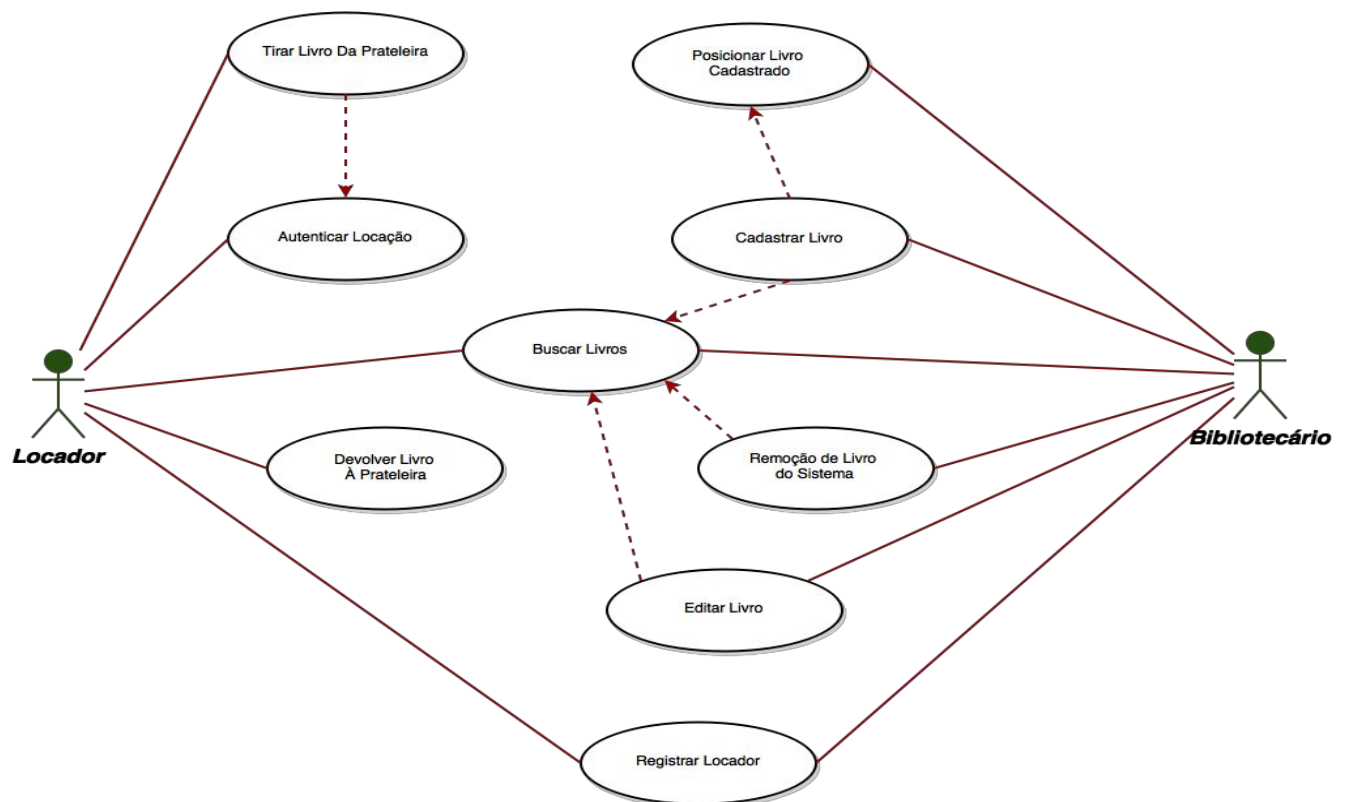 Tirar Livro Da Prateleira
Posicionar Livro
Cadastrado
Autenticar Locação
Cadastrar Livro
Buscar Livros
Locador
Bibliotecário
Devolver Livro
À Prateleira
Remoção de Livro
do Sistema
Editar Livro
Registrar Locador